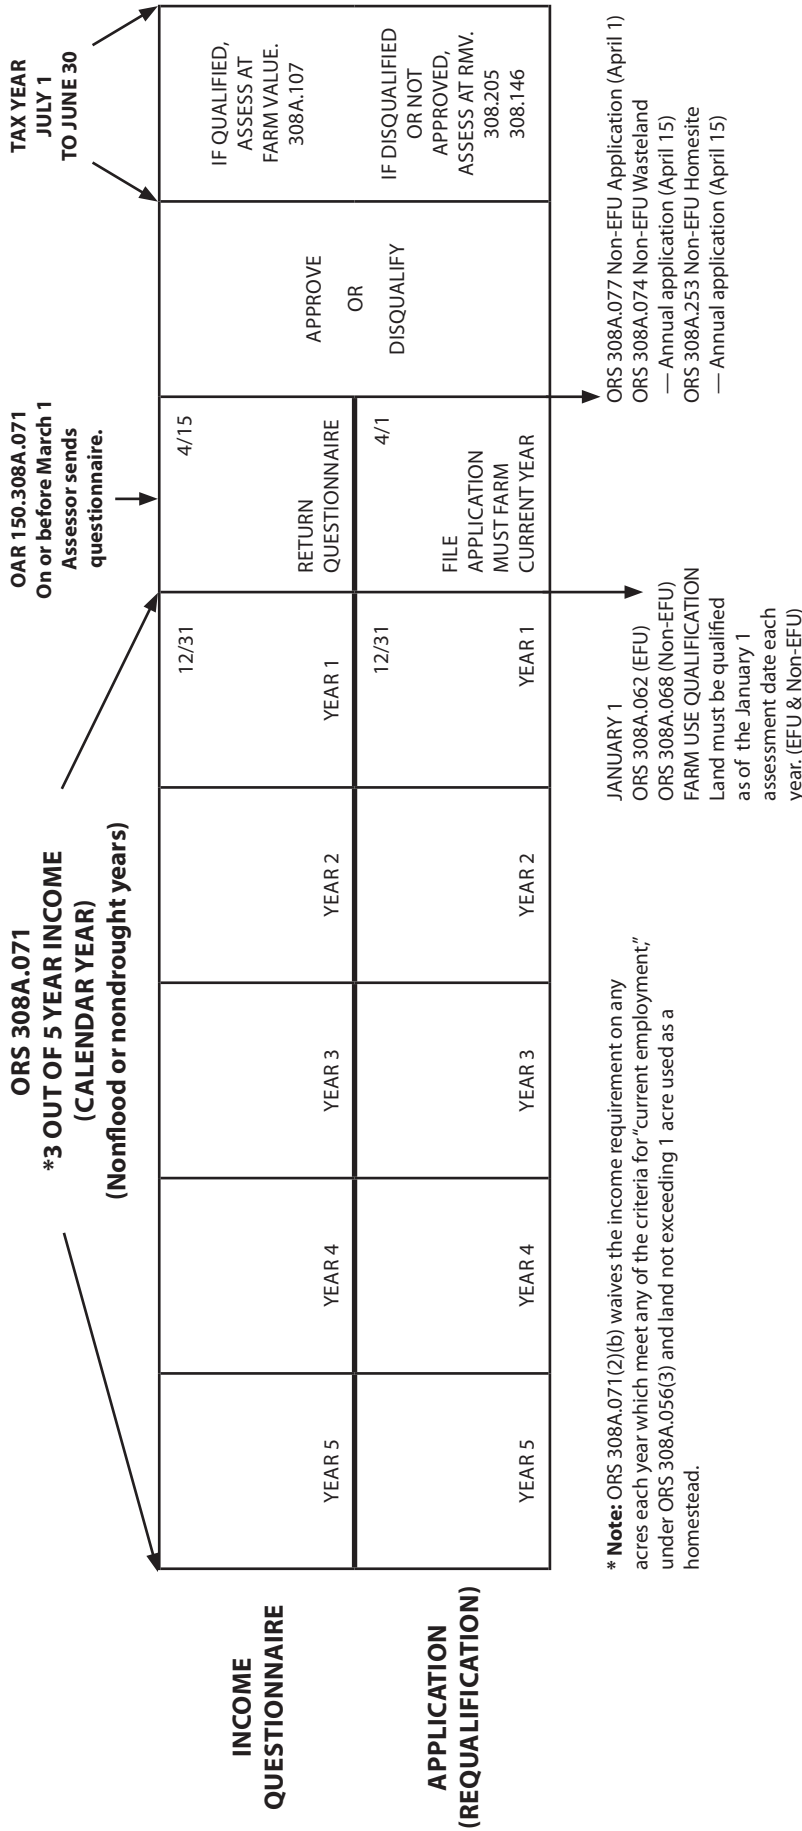 ORS 308A.071
*3 OUT OF 5 YEAR INCOME
(CALENDAR YEAR)
(Nonflood or nondrought years)
OAR 150.308A.071
On or before March 1
Assessor sends
questionnaire.
TAX YEAR
JULY 1
TO JUNE 30
INCOME
QUESTIONNAIRE
YEAR 5
YEAR 4
YEAR 3
YEAR 2
12/31
YEAR 1
4/15
RETURN
QUESTIONNAIRE
APPROVE
OR
DISQUALIFY
IF QUALIFIED,
ASSESS AT
FARM VALUE.
308A.107
APPLICATION
(REQUALIFICATION)
YEAR 5
YEAR 4
YEAR 3
YEAR 2
12/31
YEAR 1
4/1
FILE
APPLICATION
MUST FARM
CURRENT YEAR
IF DISQUALIFIED
OR NOT
APPROVED,
ASSESS AT RMV.
308.205
308.146
* Note: ORS 308A.071(2)(b) waives the income requirement on any
acres each year which meet any of the criteria for “current employment,”
under ORS 308A.056(3) and land not exceeding 1 acre used as a
homestead.
JANUARY 1
ORS 308A.062 (EFU)
ORS 308A.068 (Non-EFU)
FARM USE QUALIFICATION
Land must be qualified
as of the January 1
assessment date each
year. (EFU & Non-EFU)
ORS 308A.077 Non-EFU Application (April 1)
ORS 308A.074 Non-EFU Wasteland
— Annual application (April 15)
ORS 308A.253 Non-EFU Homesite
— Annual application (April 15)